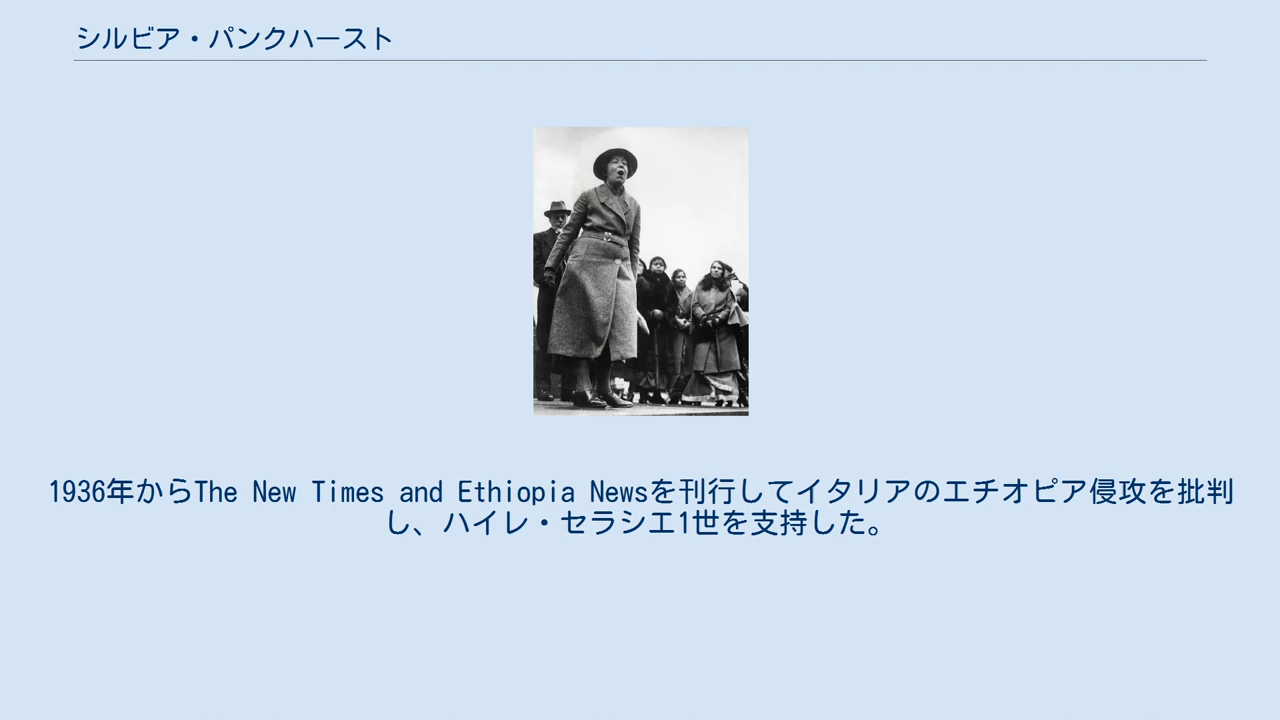 シルビア・パンクハースト
1936年からThe New Times and Ethiopia Newsを刊行してイタリアのエチオピア侵攻を批判
し、ハイレ・セラシエ1世を支持した。